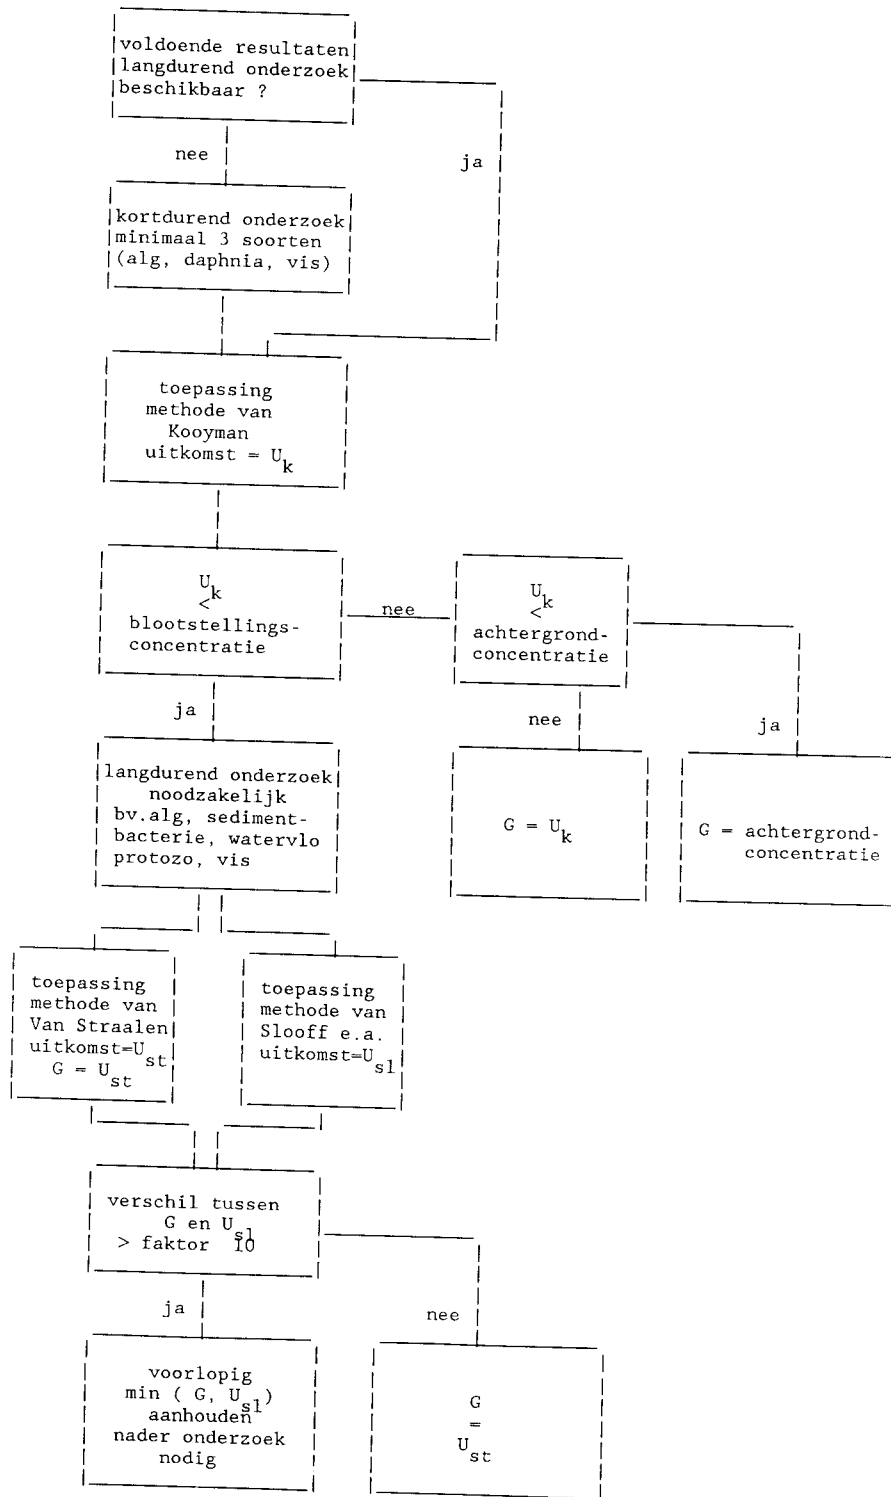 voldoende resultaten
langdurend onderzoek
beschikbaar ?
nee
ja
kortdurend onderzoek
minimaal 3 soorten
(alg, daphnia, vis)
toepassing
methode van
Kooyman
uitkomst = U_k
U_k
<
blootstellings-
concentratie
nee
U_k
<
achtergrond-
concentratie
ja
nee
ja
langdurend onderzoek
noodzakelijk
bv.alg, sediment-
bacterie, watervlo
protozo, vis
G = U_k
G = achtergrond-
concentratie
toepassing
methode van
Van Straalen
uitkomst=U_st
G = U_st
toepassing
methode van
Slooff e.a.
uitkomst=U_sl
verschil tussen
G en U_sl
> faktor 10
ja
nee
voorlopig
min ( G, U_sl)
aanhouden
nader onderzoek
nodig
G
=
U_st